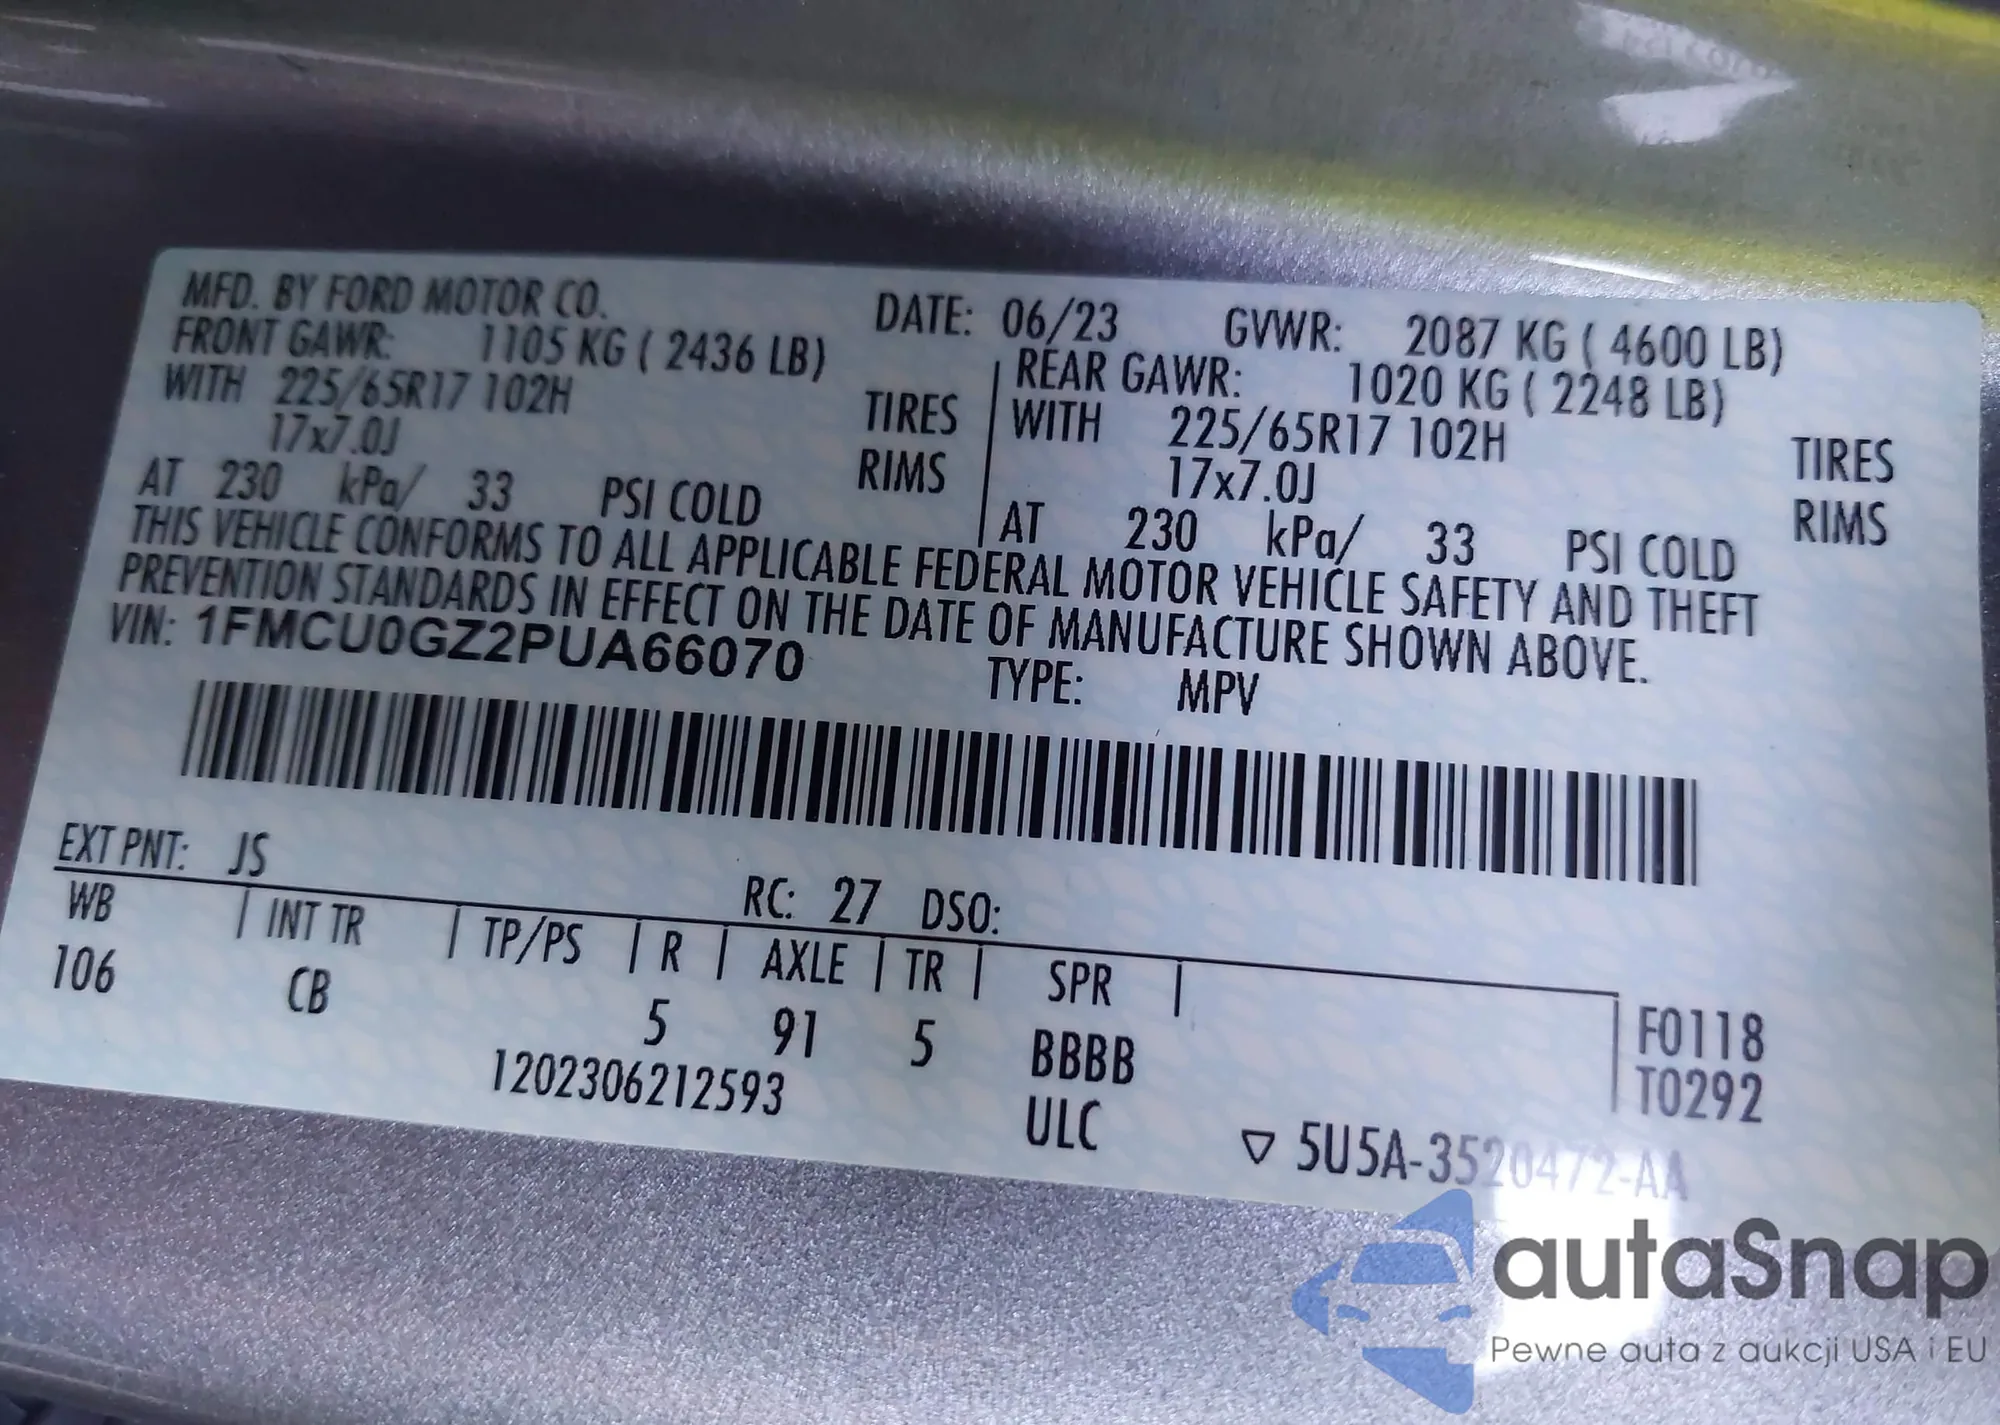 MFD. BY FORD MOTOR CO. DATE: 06/23 GVWR: 2087 KG ( 4600 LB)
FRONT GAWR: 1105 KG ( 2436 LB) REAR GAWR: 1020 KG ( 2248 LB)
WITH 225/65R17 102H TIRES WITH 225/65R17 102H TIRES
17x7.0J RIMS 17x7.0J RIMS
AT 230 kPa/ 33 PSI COLD AT 230 kPa/ 33 PSI COLD
THIS VEHICLE CONFORMS TO ALL APPLICABLE FEDERAL MOTOR VEHICLE SAFETY AND THEFT
PREVENTION STANDARDS IN EFFECT ON THE DATE OF MANUFACTURE SHOWN ABOVE.
VIN: 1FMCU0GZ2PUA66070 TYPE: MPV
EXT PNT: JS RC: 27 DSO:
WB INT TR TP/PS R AXLE TR SPR
106 CB 5 91 5 BBBB F0118
1202306212593 ULC T0292
▽ 5U5A-3520472-AA
autaSnap
Pewne auta z aukcji USA i EU